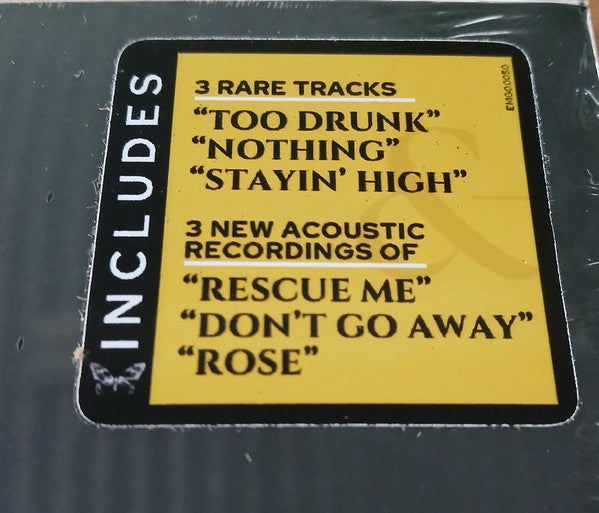 INCLUDES
3 RARE TRACKS
“TOO DRUNK”
“NOTHING”
“STAYIN’ HIGH”
3 NEW ACOUSTIC
RECORDINGS OF
“RESCUE ME”
“DON’T GO AWAY”
“ROSE”
EMG00050
&